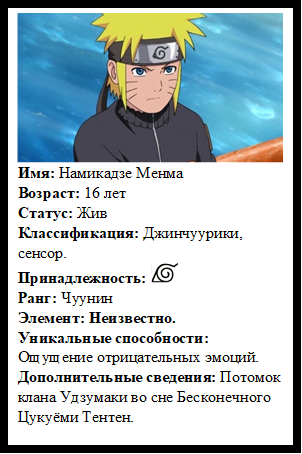 Имя: Намикадзе Менма
Возраст: 16 лет
Статус: Жив
Классификация: Джинчуурики,
сенсор.
Принадлежность:
Ранг: Чуунин
Элемент: Неизвестно.
Уникальные способности:
Ощущение отрицательных эмоций.
Дополнительные сведения: Потомок
клана Удзумаки во сне Бесконечного
Цукуёми Тентен.